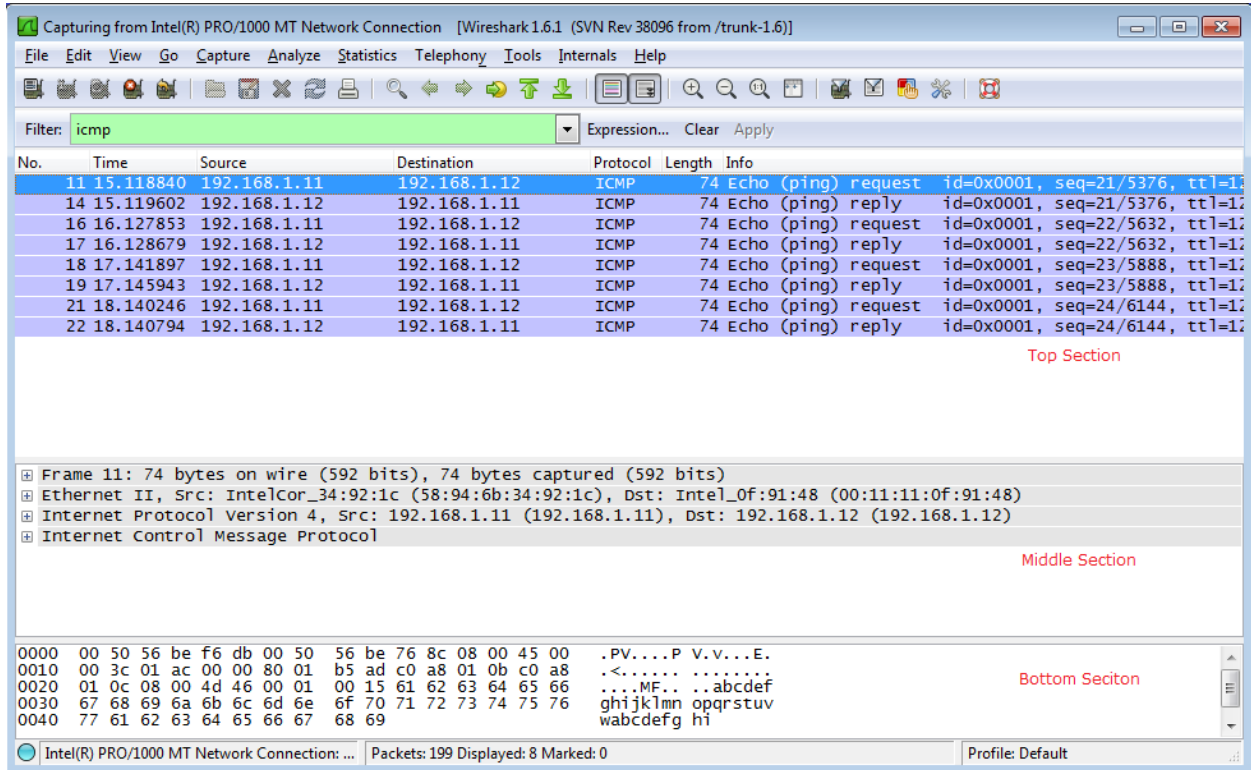 Capturing from Intel(R) PRO/1000 MT Network Connection [Wireshark 1.6.1 (SVN Rev 38096 from /trunk-1.6)]
File Edit View Go Capture Analyze Statistics Telephony Tools Internals Help
Filter: icmp Expression... Clear Apply
No. Time Source Destination Protocol Length Info
11 15.118840 192.168.1.11 192.168.1.12 ICMP 74 Echo (ping) request id=0x0001, seq=21/5376, ttl=12
14 15.119602 192.168.1.12 192.168.1.11 ICMP 74 Echo (ping) reply id=0x0001, seq=21/5376, ttl=12
16 16.127853 192.168.1.11 192.168.1.12 ICMP 74 Echo (ping) request id=0x0001, seq=22/5632, ttl=12
17 16.128679 192.168.1.12 192.168.1.11 ICMP 74 Echo (ping) reply id=0x0001, seq=22/5632, ttl=12
18 17.141897 192.168.1.11 192.168.1.12 ICMP 74 Echo (ping) request id=0x0001, seq=23/5888, ttl=12
19 17.145943 192.168.1.12 192.168.1.11 ICMP 74 Echo (ping) reply id=0x0001, seq=23/5888, ttl=12
21 18.140246 192.168.1.11 192.168.1.12 ICMP 74 Echo (ping) request id=0x0001, seq=24/6144, ttl=12
22 18.140794 192.168.1.12 192.168.1.11 ICMP 74 Echo (ping) reply id=0x0001, seq=24/6144, ttl=12
Top Section
Frame 11: 74 bytes on wire (592 bits), 74 bytes captured (592 bits)
Ethernet II, Src: IntelCor_34:92:1c (58:94:6b:34:92:1c), Dst: Intel_0f:91:48 (00:11:11:0f:91:48)
Internet Protocol Version 4, Src: 192.168.1.11 (192.168.1.11), Dst: 192.168.1.12 (192.168.1.12)
Internet Control Message Protocol
Middle Section
0000 00 50 56 be f6 db 00 50 56 be 76 8c 08 00 45 00 .PV....P V.v...E.
0010 00 3c 01 ac 00 00 80 01 b5 ad c0 a8 01 0b c0 a8 .<...... ........
0020 01 0c 08 00 4d 46 00 01 00 15 61 62 63 64 65 66 ....MF.. ..abcdef
0030 67 68 69 6a 6b 6c 6d 6e 6f 70 71 72 73 74 75 76 ghijklmn opqrstuv
0040 77 61 62 63 64 65 66 67 68 69 wabcdefg hi
Bottom Seciton
Intel(R) PRO/1000 MT Network Connection: ... Packets: 199 Displayed: 8 Marked: 0 Profile: Default